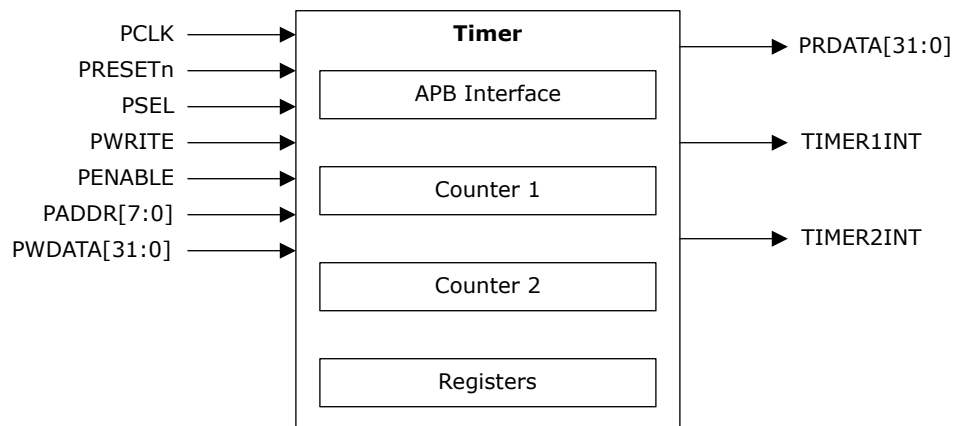 PCLK
PRESETn
PSEL
PWRITE
PENABLE
PADDR[7:0]
PWDATA[31:0]
Timer
APB Interface
Counter 1
Counter 2
Registers
PRDATA[31:0]
TIMER1INT
TIMER2INT